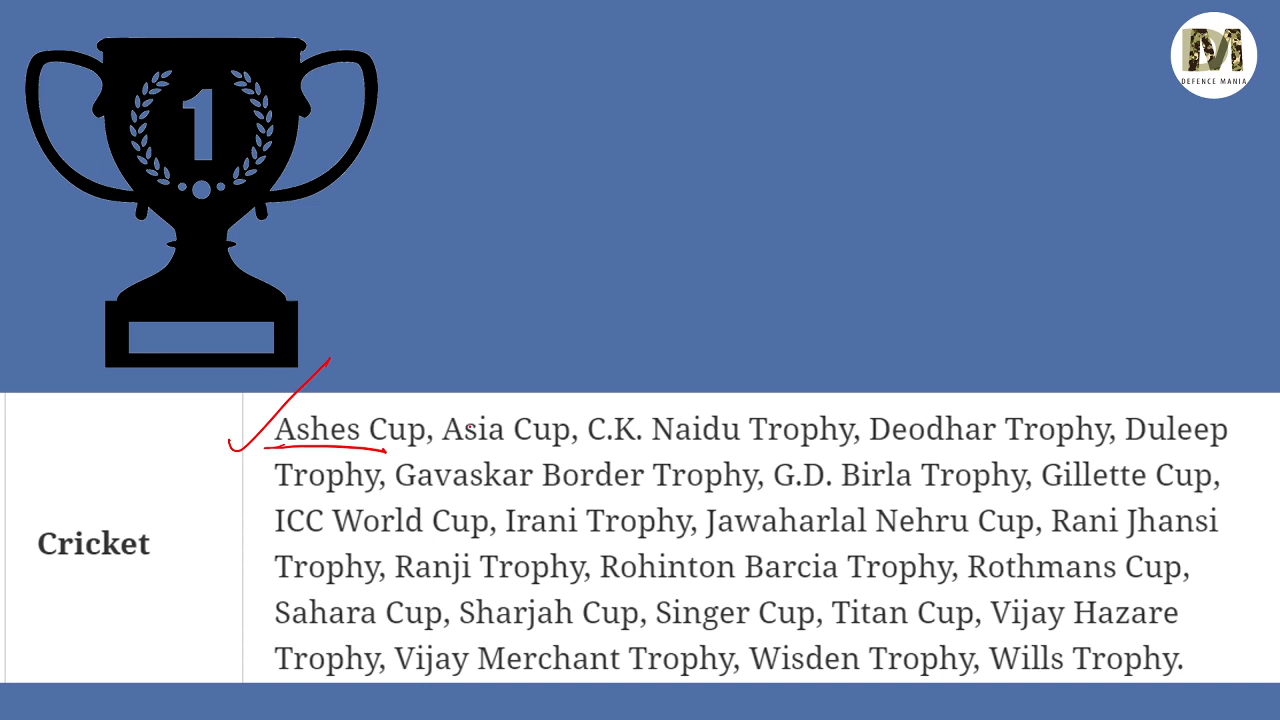 1
DM
DEFENCE MANIA
Cricket
Ashes Cup, Asia Cup, C.K. Naidu Trophy, Deodhar Trophy, Duleep
Trophy, Gavaskar Border Trophy, G.D. Birla Trophy, Gillette Cup,
ICC World Cup, Irani Trophy, Jawaharlal Nehru Cup, Rani Jhansi
Trophy, Ranji Trophy, Rohinton Barcia Trophy, Rothmans Cup,
Sahara Cup, Sharjah Cup, Singer Cup, Titan Cup, Vijay Hazare
Trophy, Vijay Merchant Trophy, Wisden Trophy, Wills Trophy.